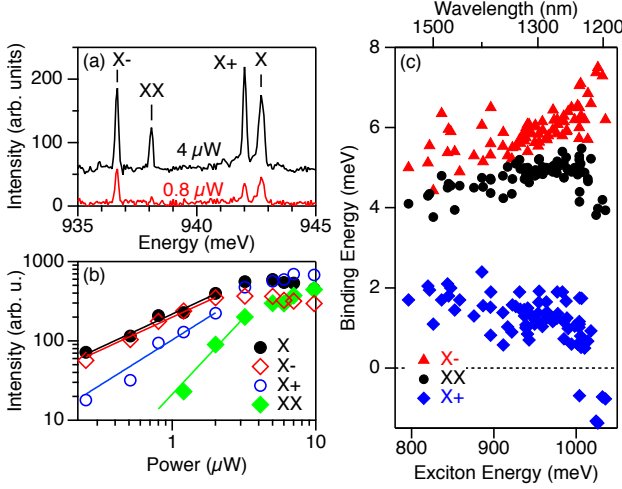 Wavelength (nm)
1500 1300 1200
(a) X- XX X+ X
200
100
0
4 µW
0.8 µW
Intensity (arb. units)
935 940 945
Energy (meV)
(b)
1000
100
10
Intensity (arb. u.)
X
X-
X+
XX
1 10
Power (µW)
(c)
8
6
4
2
0
Binding Energy (meV)
X-
XX
X+
800 900 1000
Exciton Energy (meV)